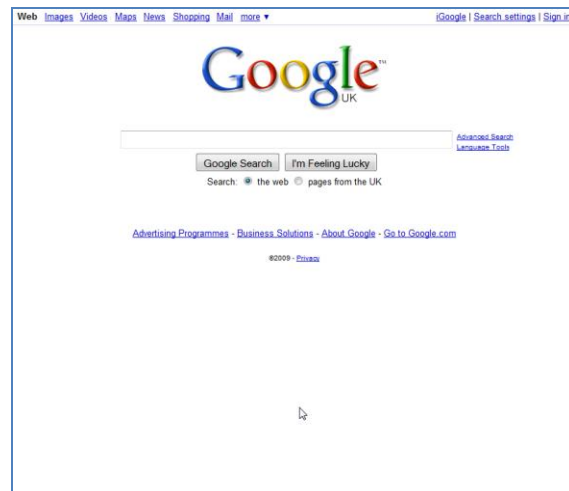 Web Images Videos Maps News Shopping Mail more ▼ iGoogle | Search settings | Sign in
Google™
UK
Advanced Search
Language Tools
Google Search I'm Feeling Lucky
Search: the web pages from the UK
Advertising Programmes - Business Solutions - About Google - Go to Google.com
©2009 - Privacy